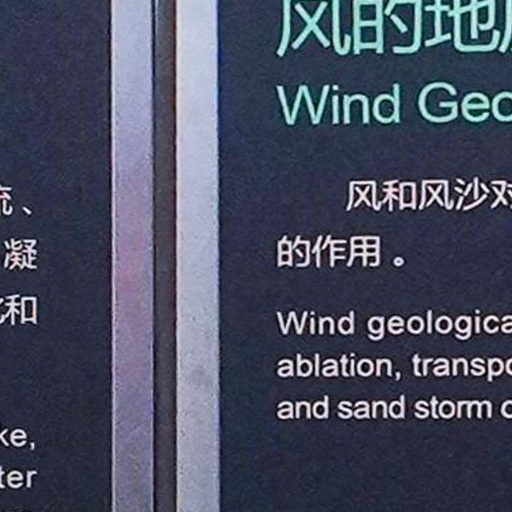 流、
凝
和
ke,
ter
风的地
Wind Geo
风和风沙对
的作用。
Wind geologica
ablation, transpo
and sand storm